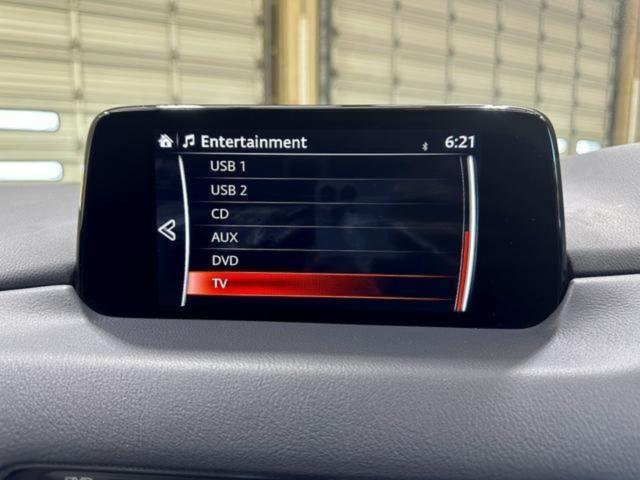 Entertainment 6:21
USB 1
USB 2
CD
AUX
DVD
TV